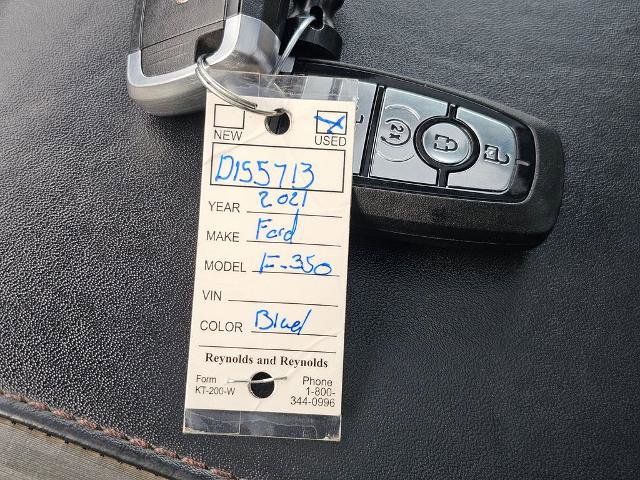 NEW USED
D155713
YEAR 2021
MAKE Ford
MODEL F-350
VIN
COLOR Blue
Reynolds and Reynolds
Form
KT-200-W
Phone
1-800-
344-0996
2x